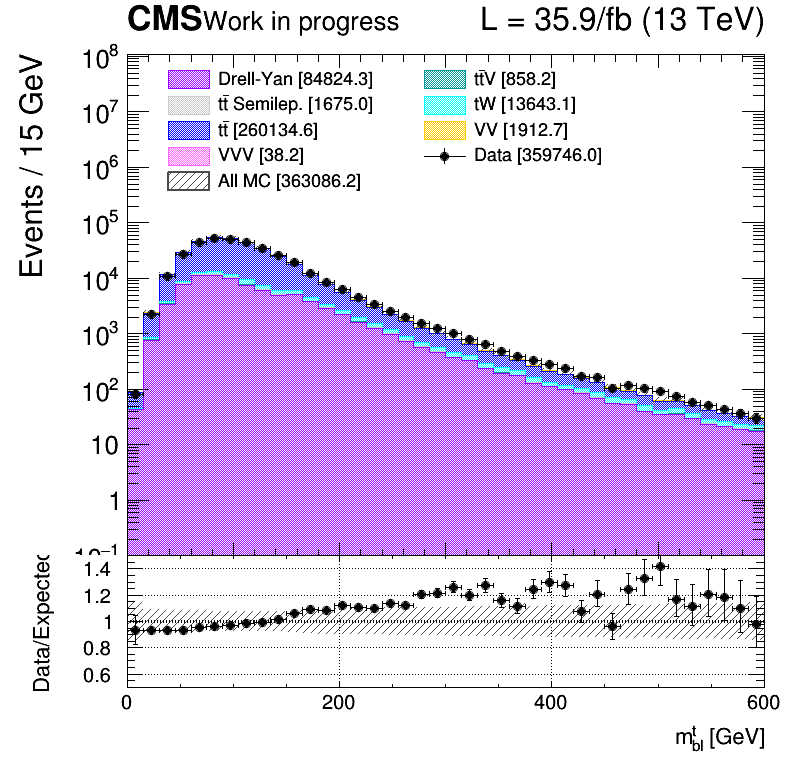 CMS Work in progress L = 35.9/fb (13 TeV)
Events / 15 GeV
10⁸
10⁷
10⁶
10⁵
10⁴
10³
10²
10
1
10⁻¹
Drell-Yan [84824.3]
tt̄ Semilep. [1675.0]
tt̄ [260134.6]
VVV [38.2]
All MC [363086.2]
tt̄V [858.2]
tW [13643.1]
VV [1912.7]
Data [359746.0]
Data/Expected
1.4
1.2
1
0.8
0.6
0 200 400 600
mᵗbl [GeV]